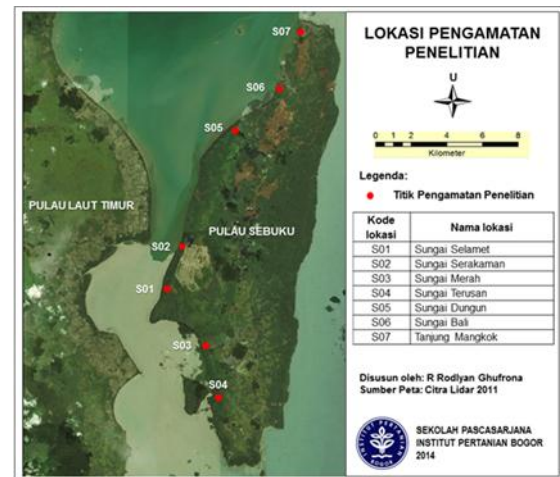 S07
S06
S05
PULAU LAUT TIMUR
PULAU SEBUKU
S02
S01
S03
S04
LOKASI PENGAMATAN
PENELITIAN
U
0 1 2 4 6 8
Kilometer
Legenda:
Titik Pengamatan Penelitian
Kode lokasi Nama lokasi
S01 Sungai Selamet
S02 Sungai Serakaman
S03 Sungai Merah
S04 Sungai Terusan
S05 Sungai Dungun
S06 Sungai Bali
S07 Tanjung Mangkok
Disusun oleh: R Rodlyan Ghufrona
Sumber Peta: Citra Lidar 2011
INSTITUT PERTANIAN
BOGOR
SEKOLAH PASCASARJANA
INSTITUT PERTANIAN BOGOR
2014